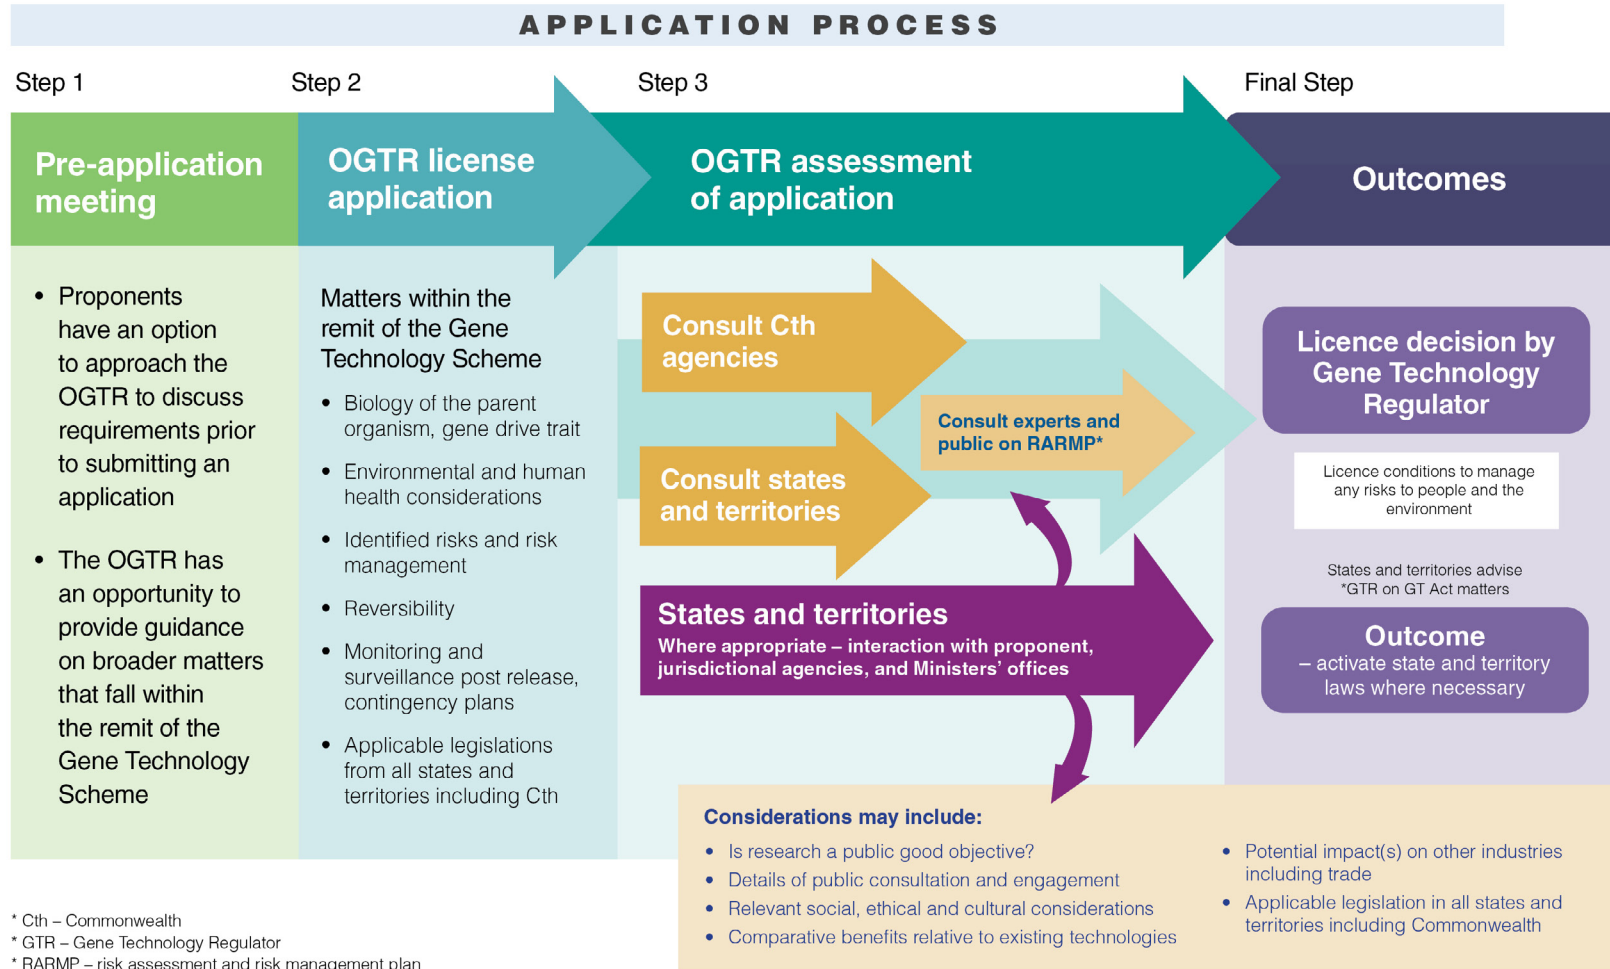 APPLICATION PROCESS
Step 1
Step 2
Step 3
Final Step
Pre-application
meeting
OGTR license
application
OGTR assessment
of application
Outcomes
• Proponents
have an option
to approach the
OGTR to discuss
requirements prior
to submitting an
application
• The OGTR has
an opportunity to
provide guidance
on broader matters
that fall within
the remit of the
Gene Technology
Scheme
Matters within the
remit of the Gene
Technology Scheme
• Biology of the parent
organism, gene drive trait
• Environmental and human
health considerations
• Identified risks and risk
management
• Reversibility
• Monitoring and
surveillance post release,
contingency plans
• Applicable legislations
from all states and
territories including Cth
Consult Cth
agencies
Consult states
and territories
Consult experts and
public on RARMP*
States and territories
Where appropriate – interaction with proponent,
jurisdictional agencies, and Ministers' offices
Licence decision by
Gene Technology
Regulator
Licence conditions to manage
any risks to people and the
environment
States and territories advise
*GTR on GT Act matters
Outcome
– activate state and territory
laws where necessary
Considerations may include:
• Is research a public good objective?
• Details of public consultation and engagement
• Relevant social, ethical and cultural considerations
• Comparative benefits relative to existing technologies
• Potential impact(s) on other industries
including trade
• Applicable legislation in all states and
territories including Commonwealth
* Cth – Commonwealth
* GTR – Gene Technology Regulator
* RARMP – risk assessment and risk management plan